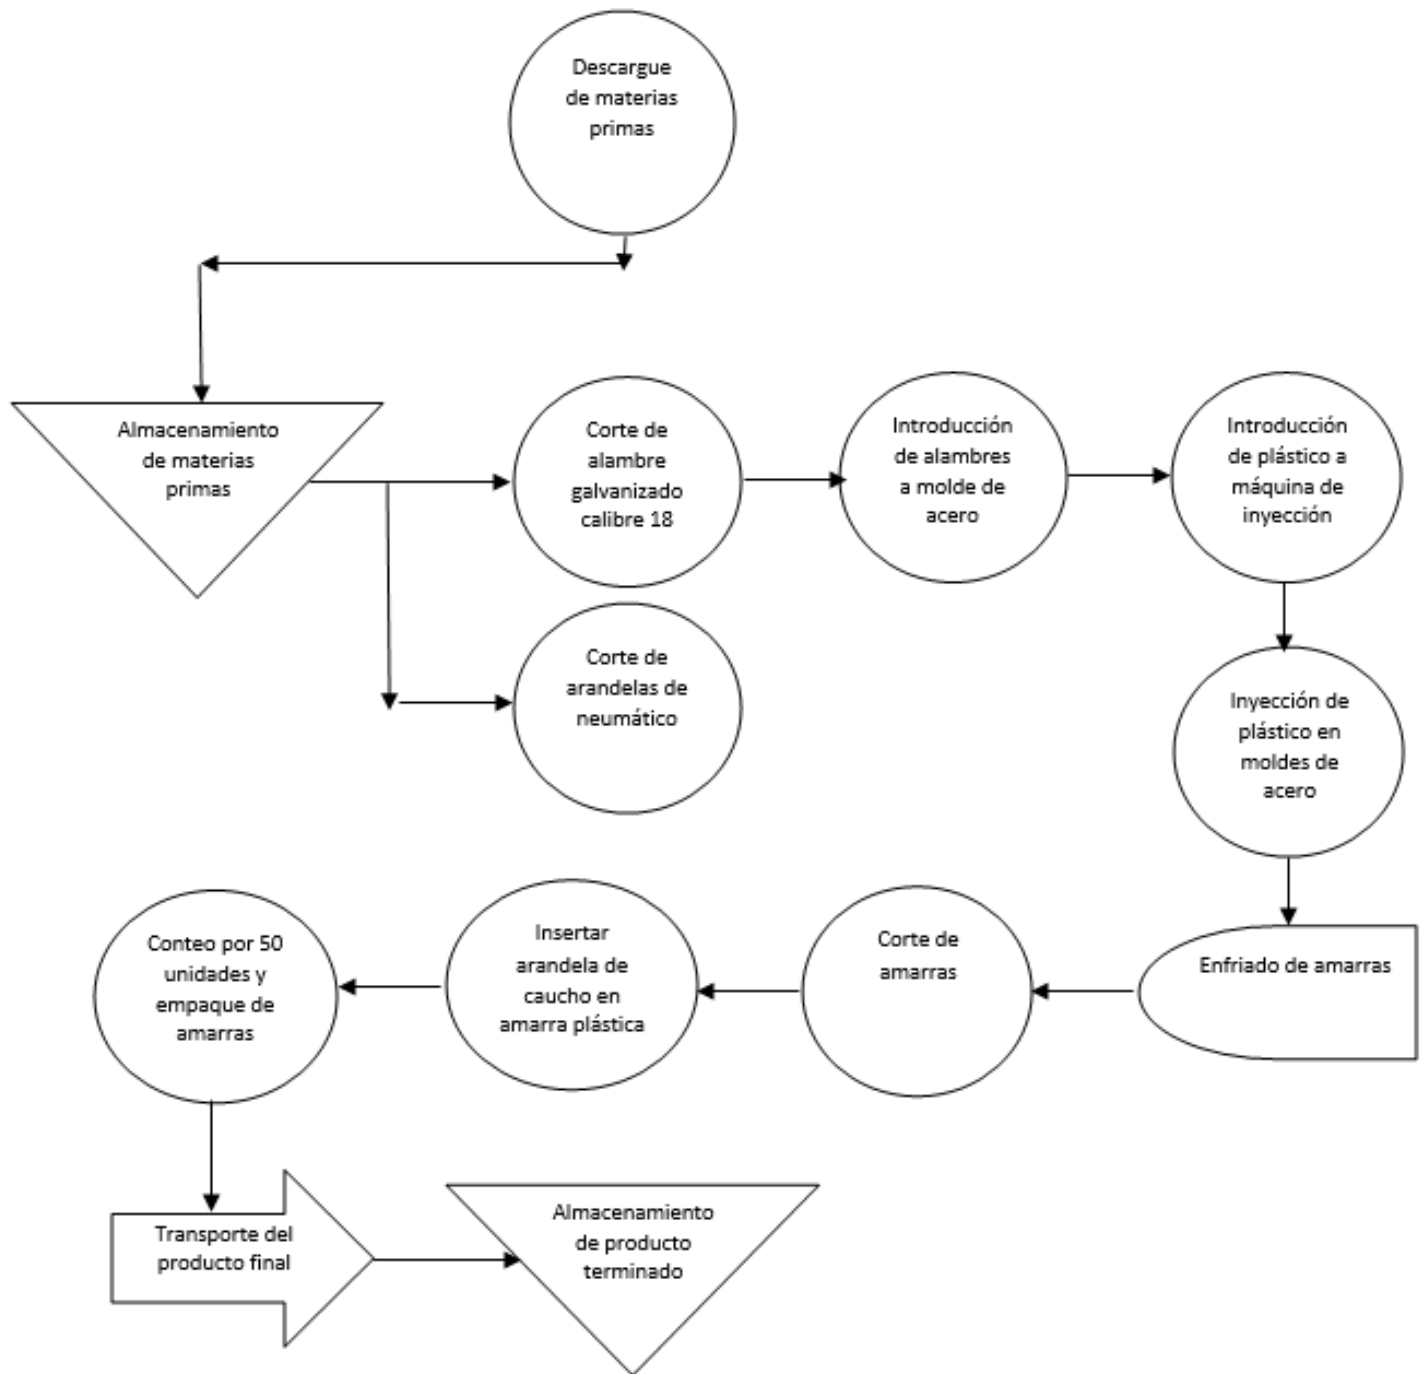 Descargue
de materias
primas
Almacenamiento
de materias
primas
Corte de
alambre
galvanizado
calibre 18
Introducción
de alambres
a molde de
acero
Introducción
de plástico a
máquina de
inyección
Corte de
arandelas de
neumático
Inyección de
plástico en
moldes de
acero
Enfriado de amarras
Corte de
amarras
Insertar
arandela de
caucho en
amarra plástica
Conteo por 50
unidades y
empaque de
amarras
Transporte del
producto final
Almacenamiento
de producto
terminado